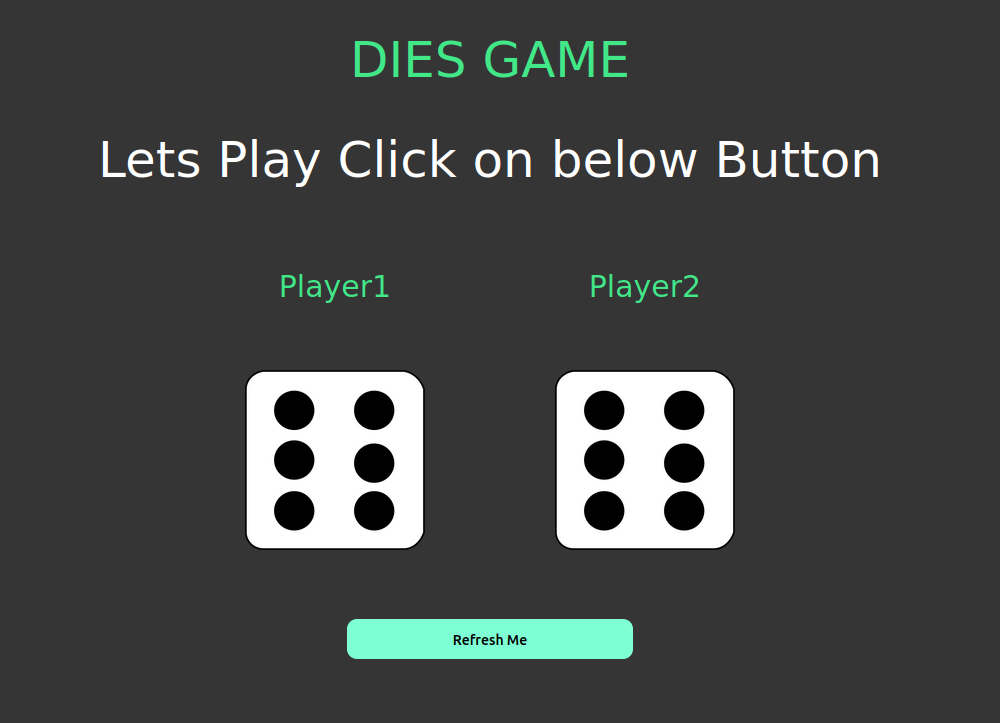 DIES GAME
Lets Play Click on below Button
Player1
Player2
Refresh Me